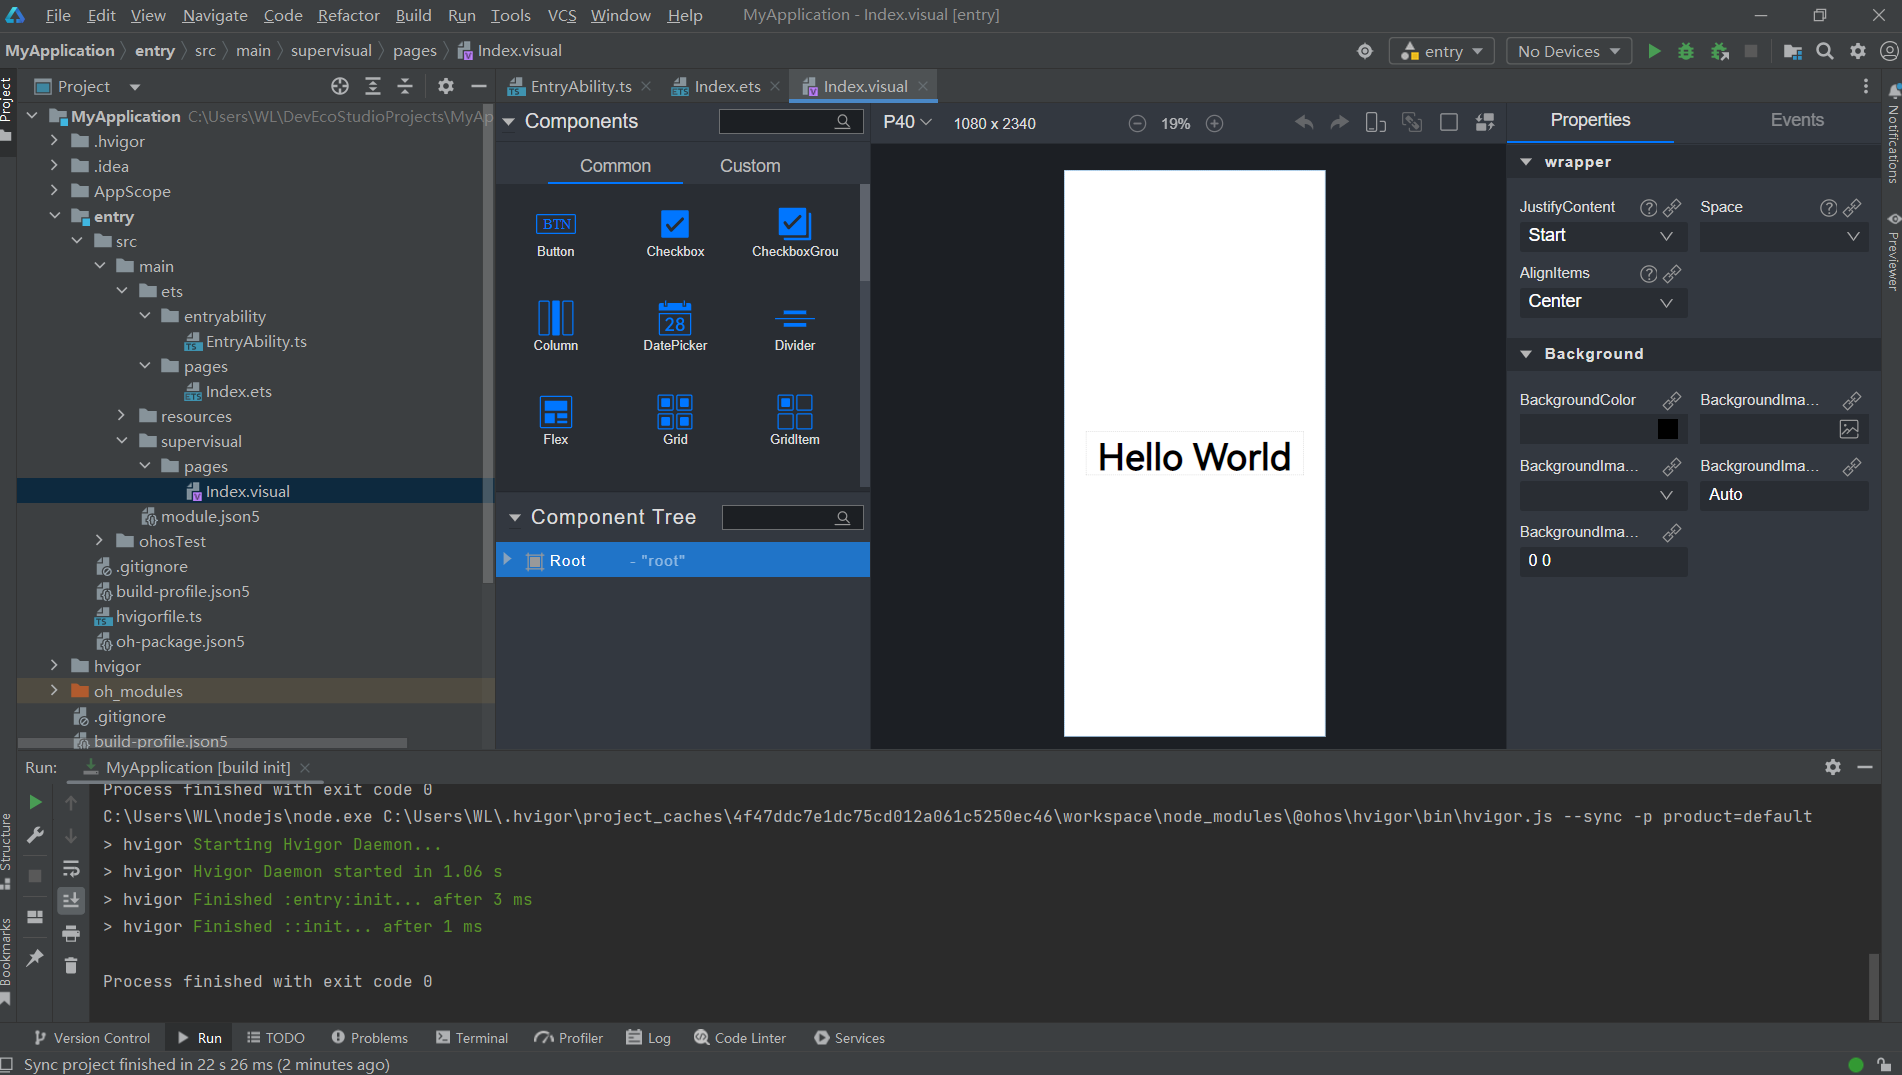 File Edit View Navigate Code Refactor Build Run Tools VCS Window Help MyApplication - Index.visual [entry]
MyApplication entry src main supervisual pages Index.visual entry No Devices
Project
EntryAbility.ts Index.ets Index.visual
MyApplication C:\Users\WL\DevEcoStudioProjects\MyAp
.hvigor
.idea
AppScope
entry
src
main
ets
entryability
EntryAbility.ts
pages
Index.ets
resources
supervisual
pages
Index.visual
module.json5
ohosTest
.gitignore
build-profile.json5
hvigorfile.ts
oh-package.json5
hvigor
oh_modules
.gitignore
build-profile.json5
Components
Common Custom
BTN
Button Checkbox CheckboxGrou
28
Column DatePicker Divider
Flex Grid GridItem
Component Tree
Root - "root"
P40 1080 x 2340 19%
Hello World
Properties Events
wrapper
JustifyContent Space
Start
AlignItems
Center
Background
BackgroundColor BackgroundIma...
BackgroundIma... BackgroundIma...
Auto
BackgroundIma...
0 0
Project
Structure
Bookmarks
Notifications
Previewer
Run: MyApplication [build init]
Process finished with exit code 0
C:\Users\WL\nodejs\node.exe C:\Users\WL\.hvigor\project_caches\4f47ddc7e1dc75cd012a061c5250ec46\workspace\node_modules\@ohos\hvigor\bin\hvigor.js --sync -p product=default
> hvigor Starting Hvigor Daemon...
> hvigor Hvigor Daemon started in 1.06 s
> hvigor Finished :entry:init... after 3 ms
> hvigor Finished ::init... after 1 ms
Process finished with exit code 0
Version Control Run TODO Problems Terminal Profiler Log Code Linter Services
Sync project finished in 22 s 26 ms (2 minutes ago)